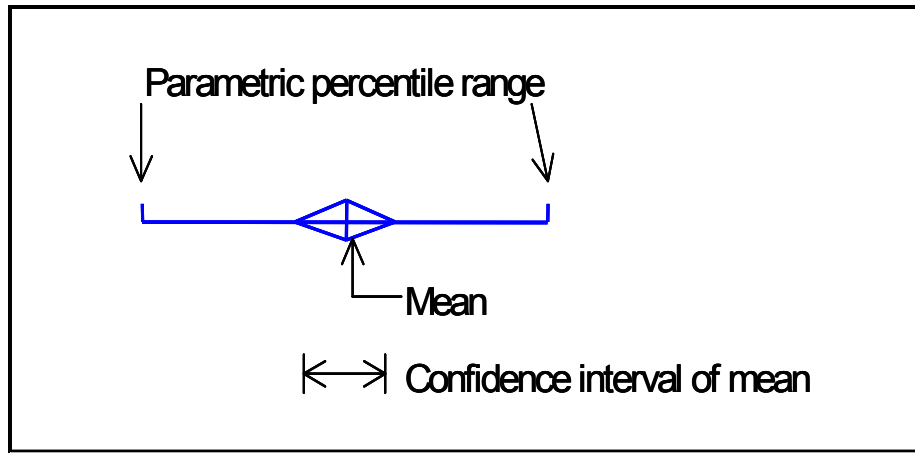 Parametric percentile range
Mean
Confidence interval of mean